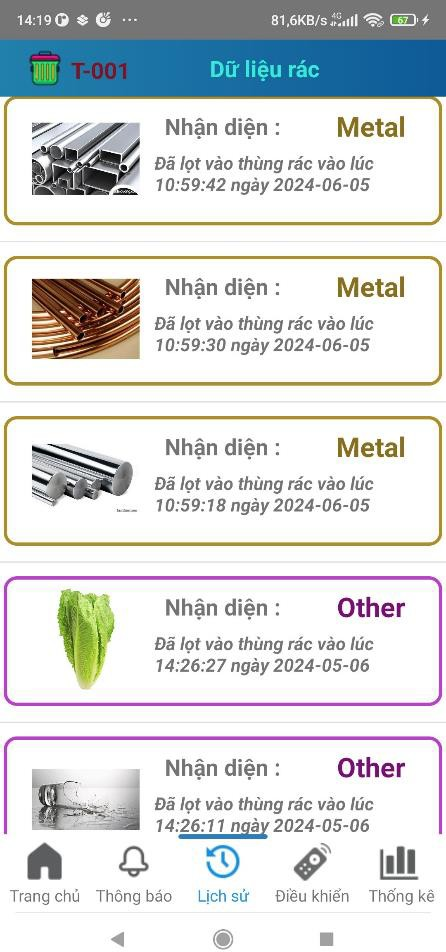 14:19 81,6KB/s 4G 67
T-001 Dữ liệu rác
Nhận diện : Metal
Đã lọt vào thùng rác vào lúc
10:59:42 ngày 2024-06-05
Nhận diện : Metal
Đã lọt vào thùng rác vào lúc
10:59:30 ngày 2024-06-05
Nhận diện : Metal
Đã lọt vào thùng rác vào lúc
10:59:18 ngày 2024-06-05
Nhận diện : Other
Đã lọt vào thùng rác vào lúc
14:26:27 ngày 2024-05-06
Nhận diện : Other
Đã lọt vào thùng rác vào lúc
14:26:11 ngày 2024-05-06
Trang chủ Thông báo Lịch sử Điều khiển Thống kê